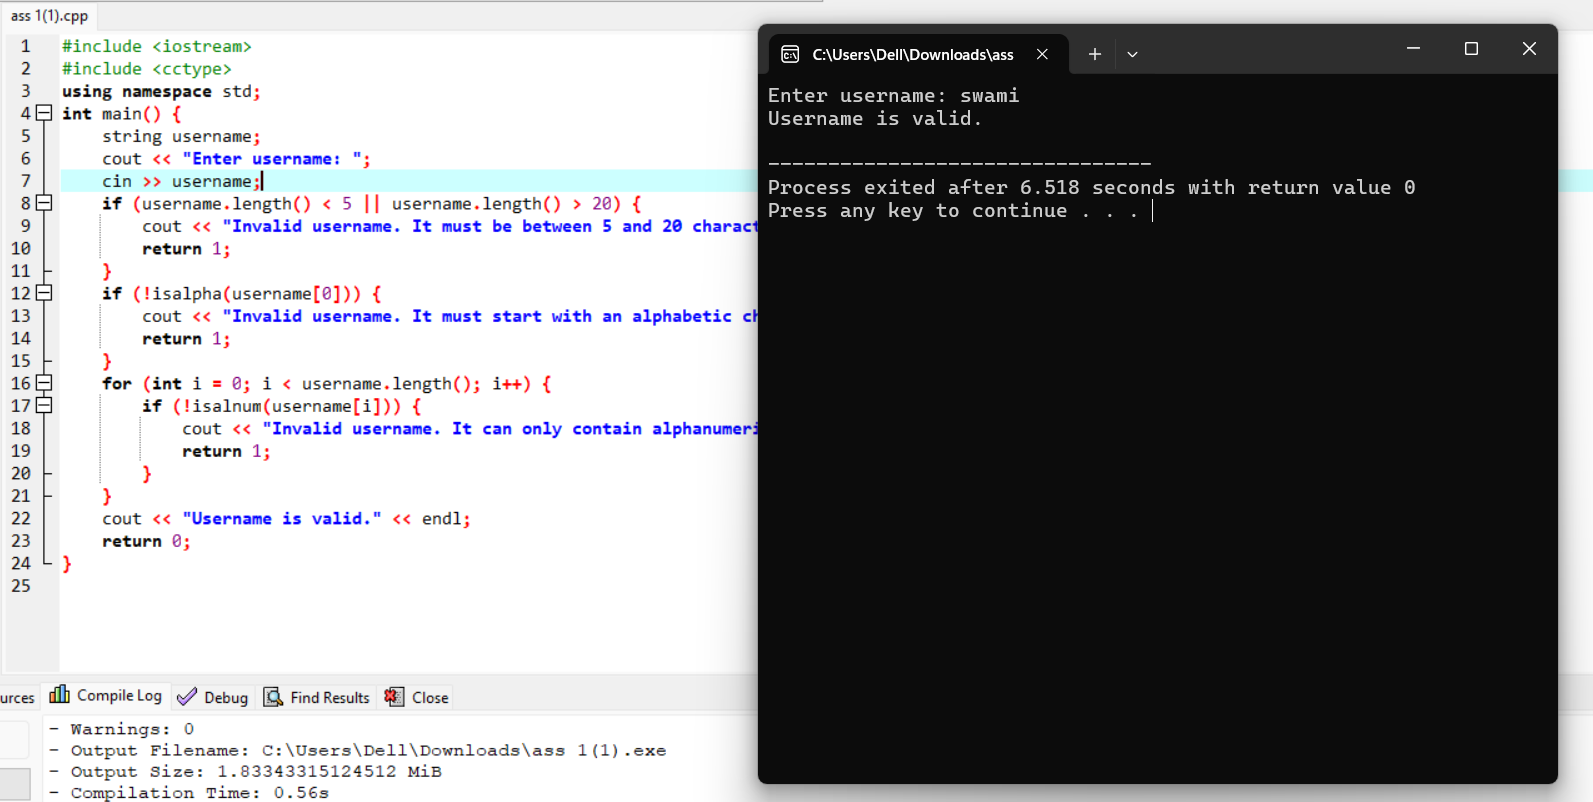 ass 1(1).cpp
1 #include <iostream>
2 #include <cctype>
3 using namespace std;
4 int main() {
5 string username;
6 cout << "Enter username: ";
7 cin >> username;
8 if (username.length() < 5 || username.length() > 20) {
9 cout << "Invalid username. It must be between 5 and 20 charact
10 return 1;
11 }
12 if (!isalpha(username[0])) {
13 cout << "Invalid username. It must start with an alphabetic ch
14 return 1;
15 }
16 for (int i = 0; i < username.length(); i++) {
17 if (!isalnum(username[i])) {
18 cout << "Invalid username. It can only contain alphanumeri
19 return 1;
20 }
21 }
22 cout << "Username is valid." << endl;
23 return 0;
24 }
25
C:\Users\Dell\Downloads\ass
Enter username: swami
Username is valid.
--------------------------------
Process exited after 6.518 seconds with return value 0
Press any key to continue . . .
urces Compile Log Debug Find Results Close
- Warnings: 0
- Output Filename: C:\Users\Dell\Downloads\ass 1(1).exe
- Output Size: 1.83343315124512 MiB
- Compilation Time: 0.56s